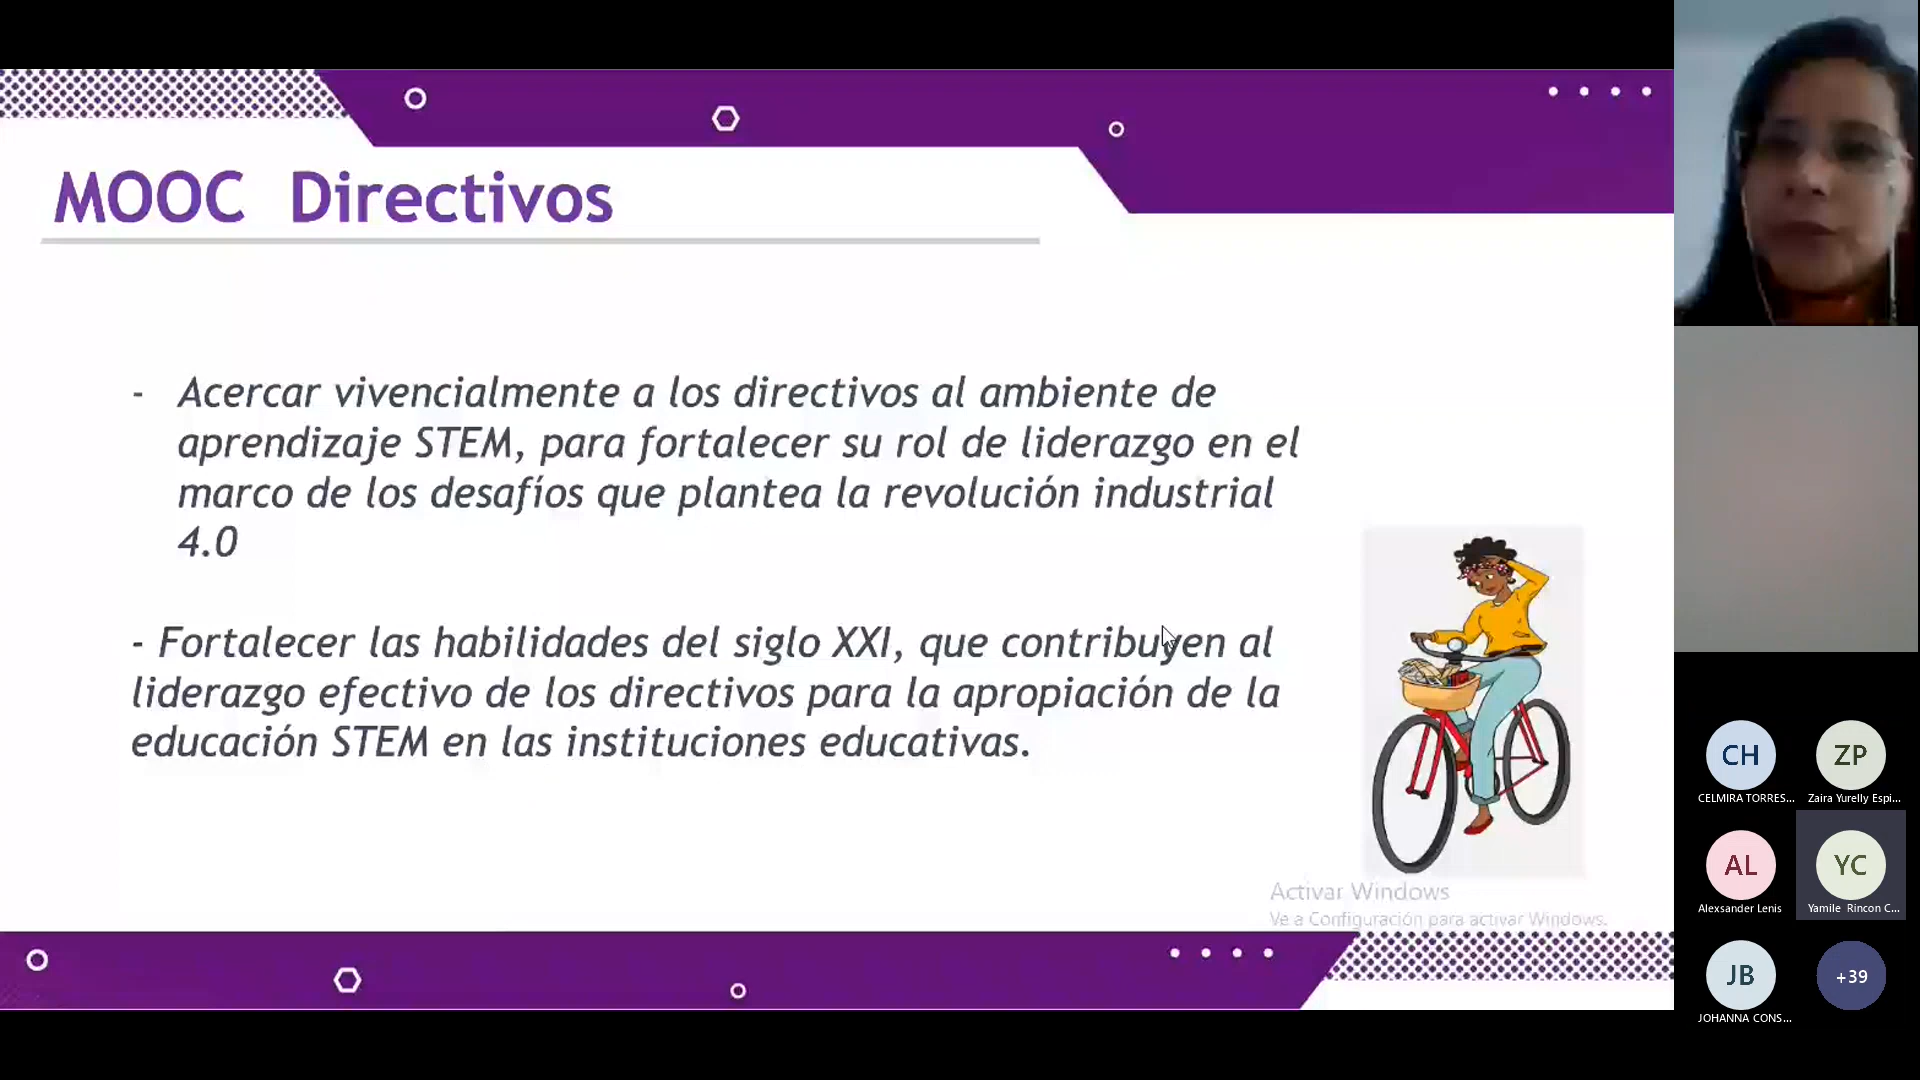 MOOC Directivos
- Acercar vivencialmente a los directivos al ambiente de
aprendizaje STEM, para fortalecer su rol de liderazgo en el
marco de los desafíos que plantea la revolución industrial
4.0
- Fortalecer las habilidades del siglo XXI, que contribuyen al
liderazgo efectivo de los directivos para la apropiación de la
educación STEM en las instituciones educativas.
Activar Windows
Ve a Configuración para activar Windows.
CH
CELMIRA TORRES...
ZP
Zaira Yurelly Espi...
AL
Alexsander Lenis
YC
Yamile Rincon C...
JB
JOHANNA CONS...
+39